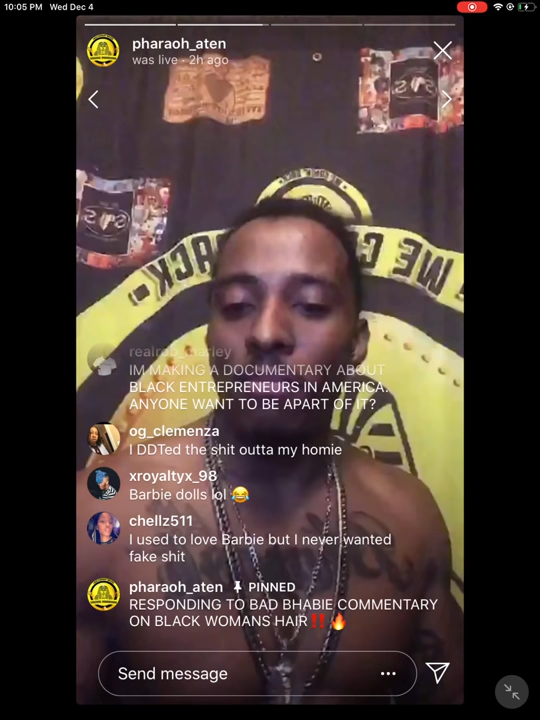 10:05 PM Wed Dec 4
pharaoh_aten
was live · 2h ago
realrob_marley
IM MAKING A DOCUMENTARY ABOUT
BLACK ENTREPRENEURS IN AMERICA.
ANYONE WANT TO BE APART OF IT?
og_clemenza
I DDTed the shit outta my homie
xroyaltyx_98
Barbie dolls lol 😂
chellz511
I used to love Barbie but I never wanted
fake shit
pharaoh_aten PINNED
RESPONDING TO BAD BHABIE COMMENTARY
ON BLACK WOMANS HAIR‼️🔥
Send message